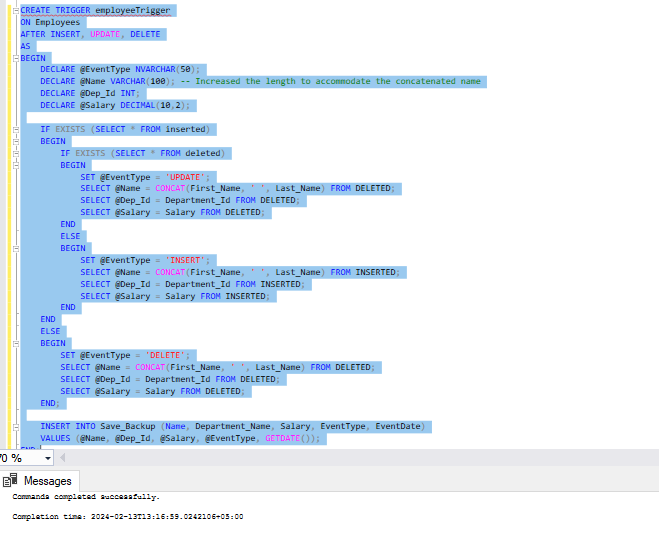 CREATE TRIGGER employeeTrigger
ON Employees
AFTER INSERT, UPDATE, DELETE
AS
BEGIN
    DECLARE @EventType NVARCHAR(50);
    DECLARE @Name VARCHAR(100); -- Increased the length to accommodate the concatenated name
    DECLARE @Dep_Id INT;
    DECLARE @Salary DECIMAL(10,2);

    IF EXISTS (SELECT * FROM inserted)
    BEGIN
        IF EXISTS (SELECT * FROM deleted)
        BEGIN
            SET @EventType = 'UPDATE';
            SELECT @Name = CONCAT(First_Name, ' ', Last_Name) FROM DELETED;
            SELECT @Dep_Id = Department_Id FROM DELETED;
            SELECT @Salary = Salary FROM DELETED;
        END
        ELSE
        BEGIN
            SET @EventType = 'INSERT';
            SELECT @Name = CONCAT(First_Name, ' ', Last_Name) FROM INSERTED;
            SELECT @Dep_Id = Department_Id FROM INSERTED;
            SELECT @Salary = Salary FROM INSERTED;
        END
    END
    ELSE
    BEGIN
        SET @EventType = 'DELETE';
        SELECT @Name = CONCAT(First_Name, ' ', Last_Name) FROM DELETED;
        SELECT @Dep_Id = Department_Id FROM DELETED;
        SELECT @Salary = Salary FROM DELETED;
    END;

    INSERT INTO Save_Backup (Name, Department_Name, Salary, EventType, EventDate)
    VALUES (@Name, @Dep_Id, @Salary, @EventType, GETDATE());
70 %
Messages
Commands completed successfully.
Completion time: 2024-02-13T13:16:59.0242106+05:00